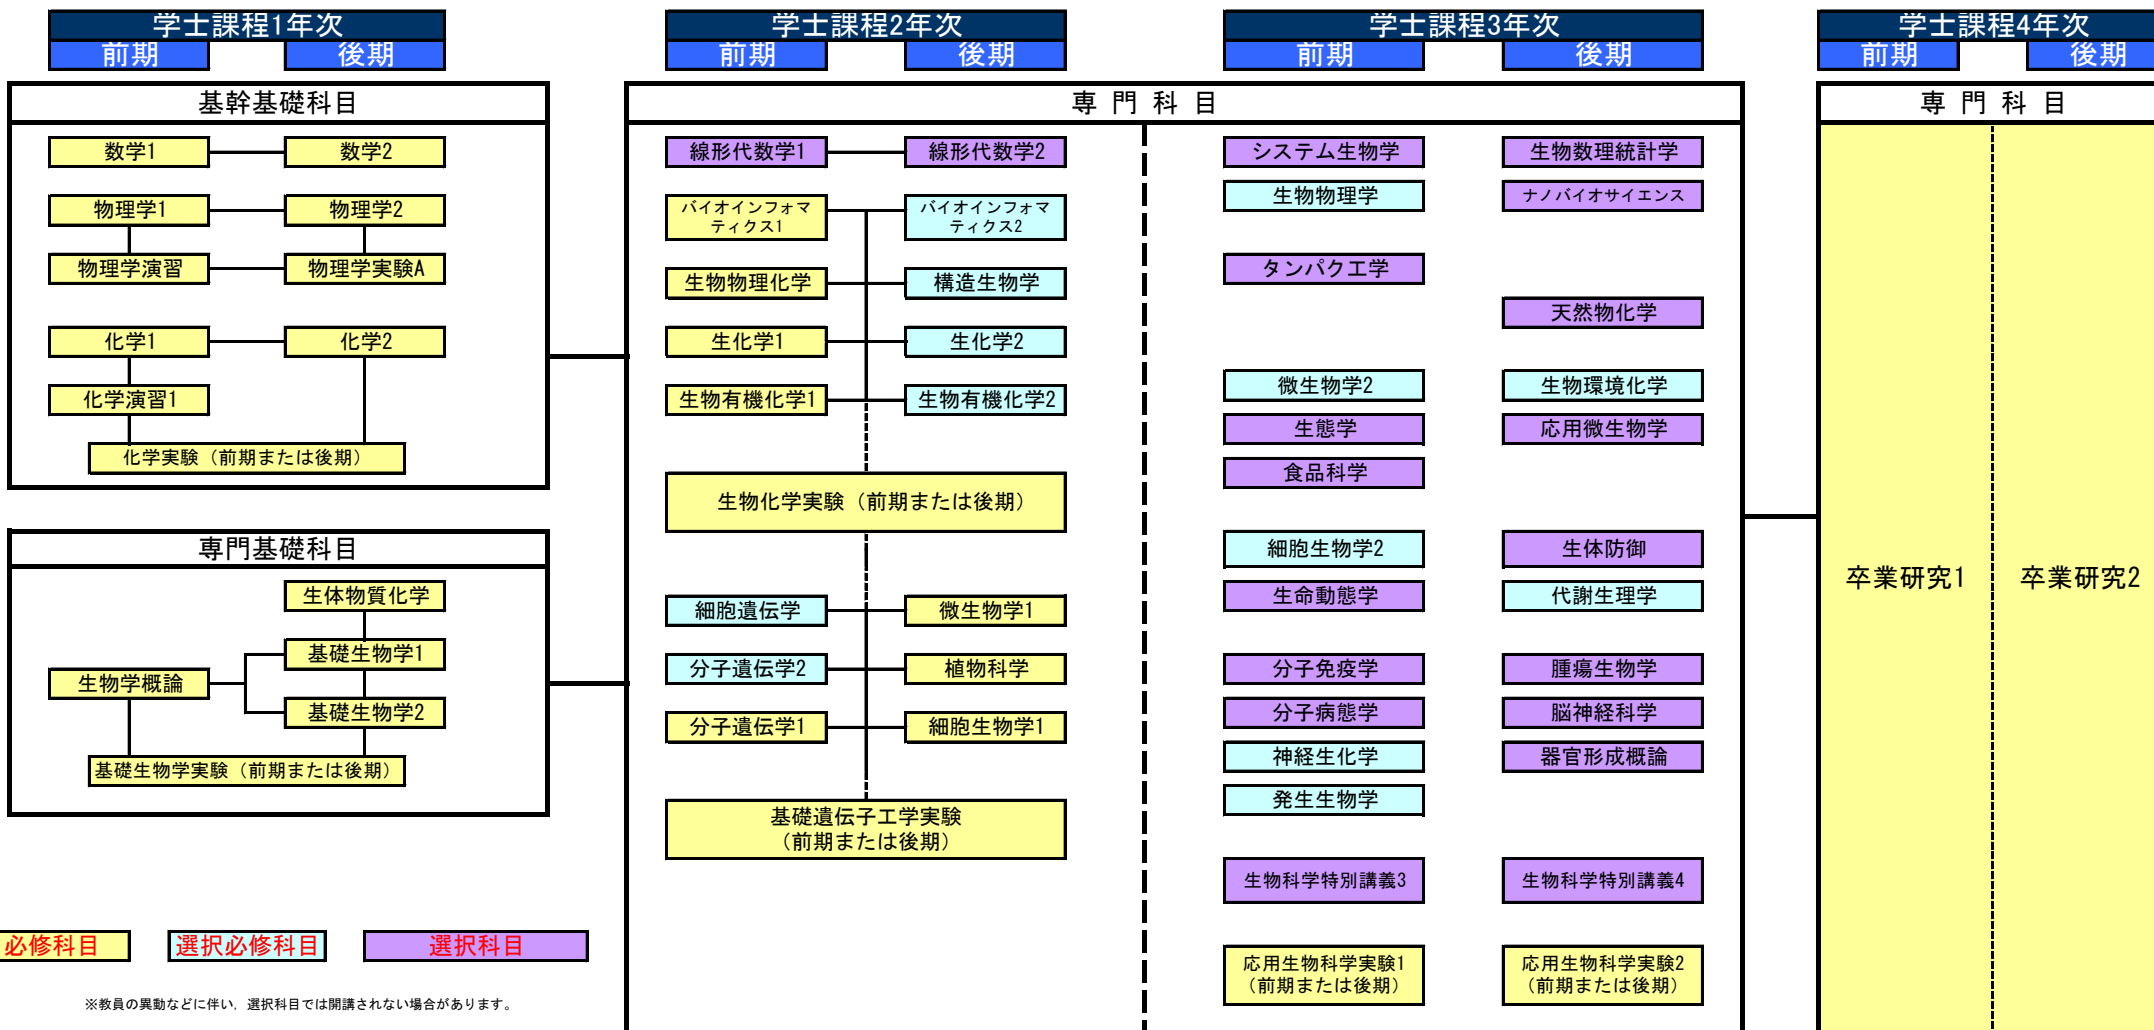 学士課程1年次
前期
後期
学士課程2年次
前期
後期
学士課程3年次
前期
後期
学士課程4年次
前期
後期
基幹基礎科目
数学1
数学2
物理学1
物理学2
物理学演習
物理学実験A
化学1
化学2
化学演習1
化学実験（前期または後期）
専門基礎科目
生体物質化学
基礎生物学1
生物学概論
基礎生物学2
基礎生物学実験（前期または後期）
専門科目
線形代数学1
線形代数学2
バイオインフォマ
ティクス1
バイオインフォマ
ティクス2
生物物理化学
構造生物学
生化学1
生化学2
生物有機化学1
生物有機化学2
生物化学実験（前期または後期）
細胞遺伝学
微生物学1
分子遺伝学2
植物科学
分子遺伝学1
細胞生物学1
基礎遺伝子工学実験
（前期または後期）
システム生物学
生物数理統計学
生物物理学
ナノバイオサイエンス
タンパク工学
天然物化学
微生物学2
生物環境化学
生態学
応用微生物学
食品科学
細胞生物学2
生体防御
生命動態学
代謝生理学
分子免疫学
腫瘍生物学
分子病態学
脳神経科学
神経生化学
器官形成概論
発生生物学
生物科学特別講義3
生物科学特別講義4
応用生物科学実験1
（前期または後期）
応用生物科学実験2
（前期または後期）
専門科目
卒業研究1
卒業研究2
必修科目
選択必修科目
選択科目
※教員の異動などに伴い，選択科目では開講されない場合があります。